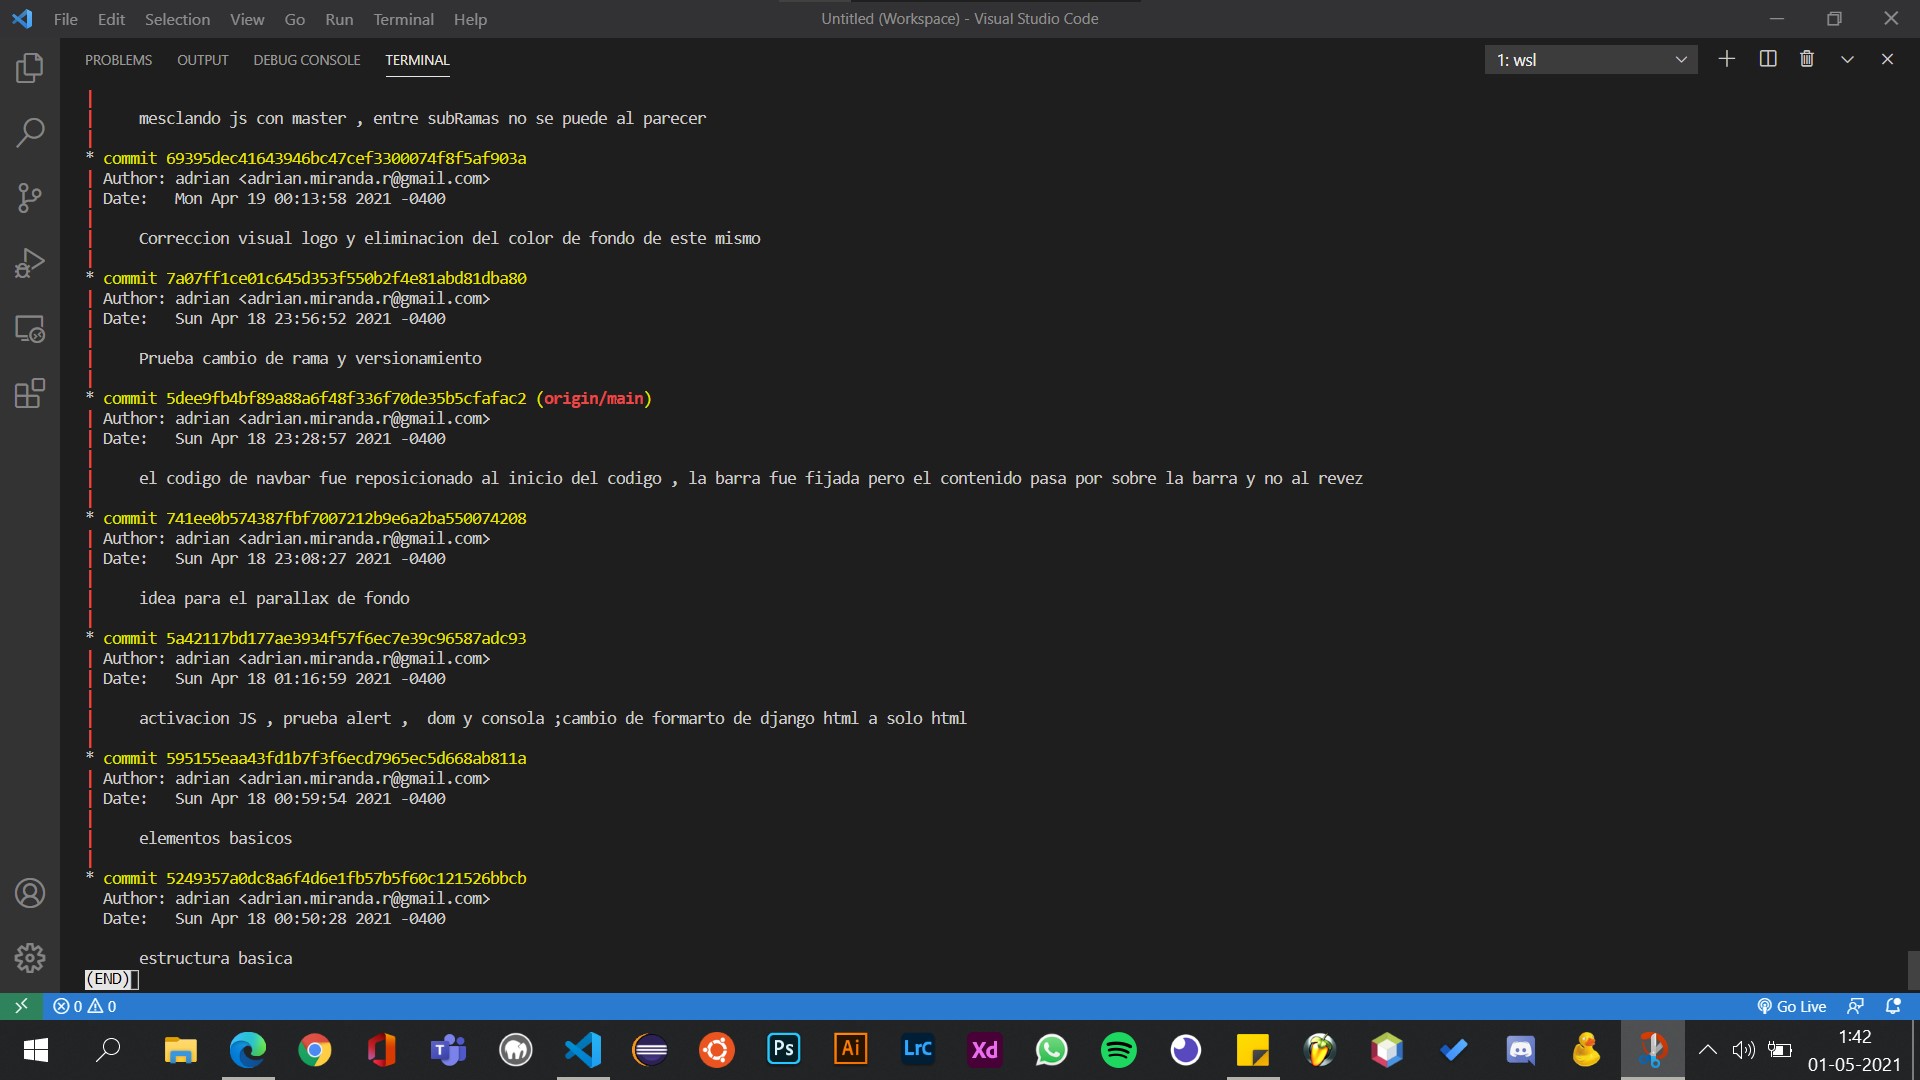 File Edit Selection View Go Run Terminal Help
Untitled (Workspace) - Visual Studio Code
PROBLEMS OUTPUT DEBUG CONSOLE TERMINAL
1: wsl
mesclando js con master , entre subRamas no se puede al parecer
* commit 69395dec41643946bc47cef3300074f8f5af903a
Author: adrian <adrian.miranda.r@gmail.com>
Date:   Mon Apr 19 00:13:58 2021 -0400
Correccion visual logo y eliminacion del color de fondo de este mismo
* commit 7a07ff1ce01c645d353f550b2f4e81abd81dba80
Author: adrian <adrian.miranda.r@gmail.com>
Date:   Sun Apr 18 23:56:52 2021 -0400
Prueba cambio de rama y versionamiento
* commit 5dee9fb4bf89a88a6f48f336f70de35b5cfafac2 (origin/main)
Author: adrian <adrian.miranda.r@gmail.com>
Date:   Sun Apr 18 23:28:57 2021 -0400
el codigo de navbar fue reposicionado al inicio del codigo , la barra fue fijada pero el contenido pasa por sobre la barra y no al revez
* commit 741ee0b574387fbf7007212b9e6a2ba550074208
Author: adrian <adrian.miranda.r@gmail.com>
Date:   Sun Apr 18 23:08:27 2021 -0400
idea para el parallax de fondo
* commit 5a42117bd177ae3934f57f6ec7e39c96587adc93
Author: adrian <adrian.miranda.r@gmail.com>
Date:   Sun Apr 18 01:16:59 2021 -0400
activacion JS , prueba alert ,  dom y consola ;cambio de formarto de django html a solo html
* commit 595155eaa43fd1b7f3f6ecd7965ec5d668ab811a
Author: adrian <adrian.miranda.r@gmail.com>
Date:   Sun Apr 18 00:59:54 2021 -0400
elementos basicos
* commit 5249357a0dc8a6f4d6e1fb57b5f60c121526bbcb
Author: adrian <adrian.miranda.r@gmail.com>
Date:   Sun Apr 18 00:50:28 2021 -0400
estructura basica
(END)
0 0
Go Live
Ps Ai LrC Xd
1:42
01-05-2021